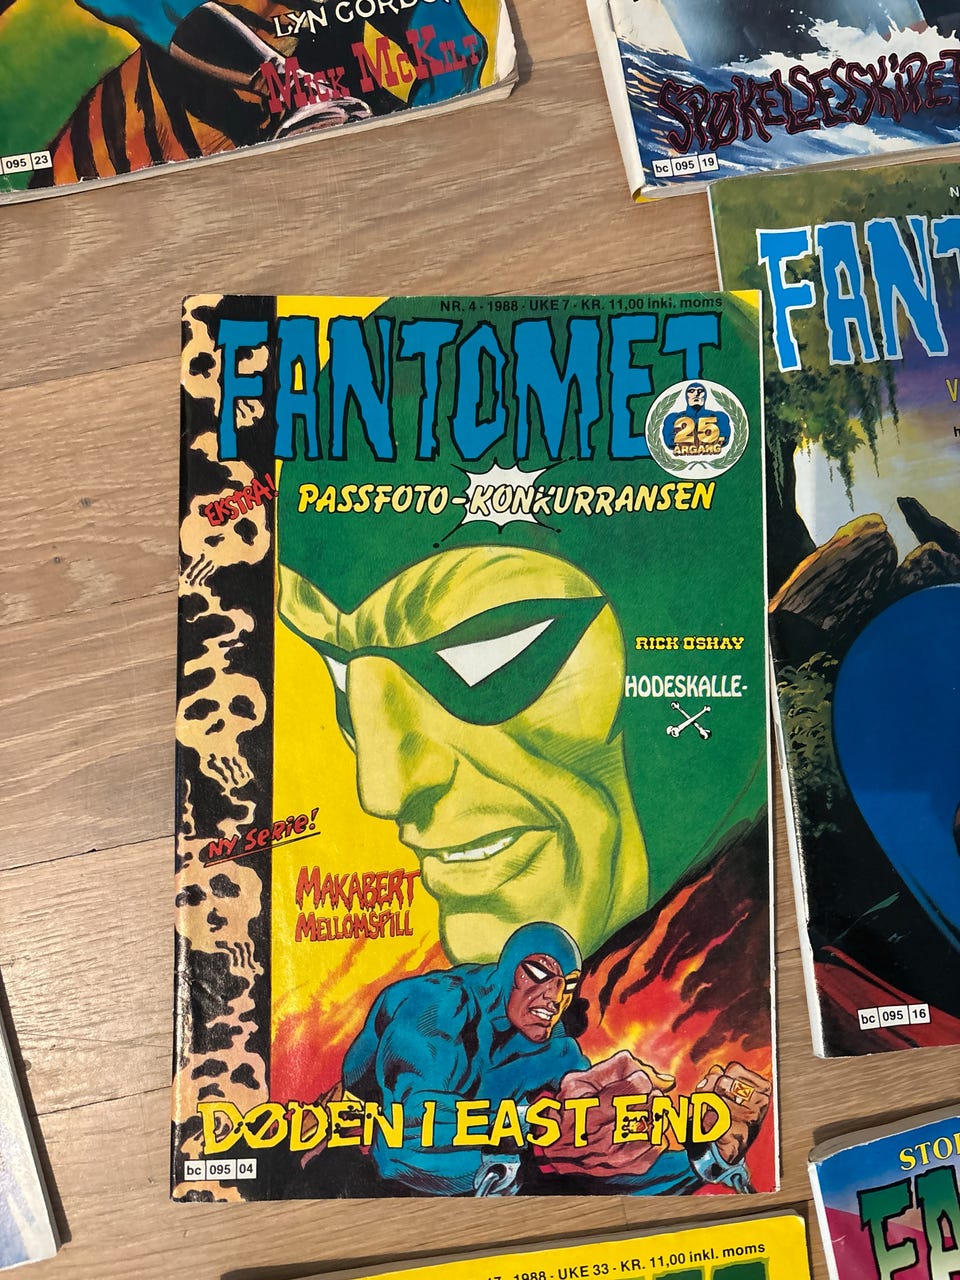 LYN GORDO
MICK MCKILT
095 23
SPØKELSESSKIPET
bc 095 19
N
FANT
V
h
bc 095 16
NR. 4 - 1988 - UKE 7 - KR. 11,00 inkl. moms
FANTOMET
25.
ÅRGANG
EKSTRA!
PASSFOTO-KONKURRANSEN
RICK O'SHAY
HODESKALLE-
NY SERIE!
MAKABERT
MELLOMSPILL
DØDEN I EAST END
bc 095 04
STO
FA
1988 - UKE 33 - KR. 11,00 inkl. moms